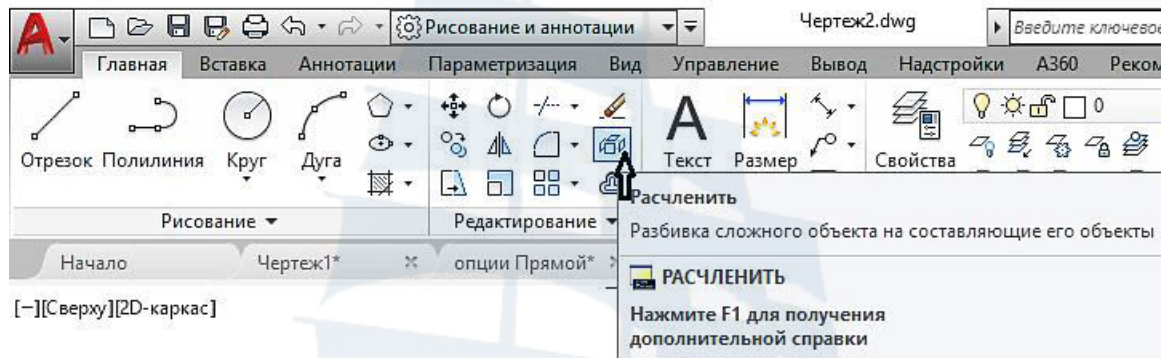 Рисование и аннотации
Чертеж2.dwg
Введите ключевое
Главная Вставка Аннотации Параметризация Вид Управление Вывод Надстройки A360 Реком
0
Отрезок Полилиния Круг Дуга Текст Размер Свойства
Рисование Редактирование
Расчленить
Разбивка сложного объекта на составляющие его объекты
Начало Чертеж1* опции Прямой*
РАСЧЛЕНИТЬ
[−][Сверху][2D-каркас]
Нажмите F1 для получения
дополнительной справки